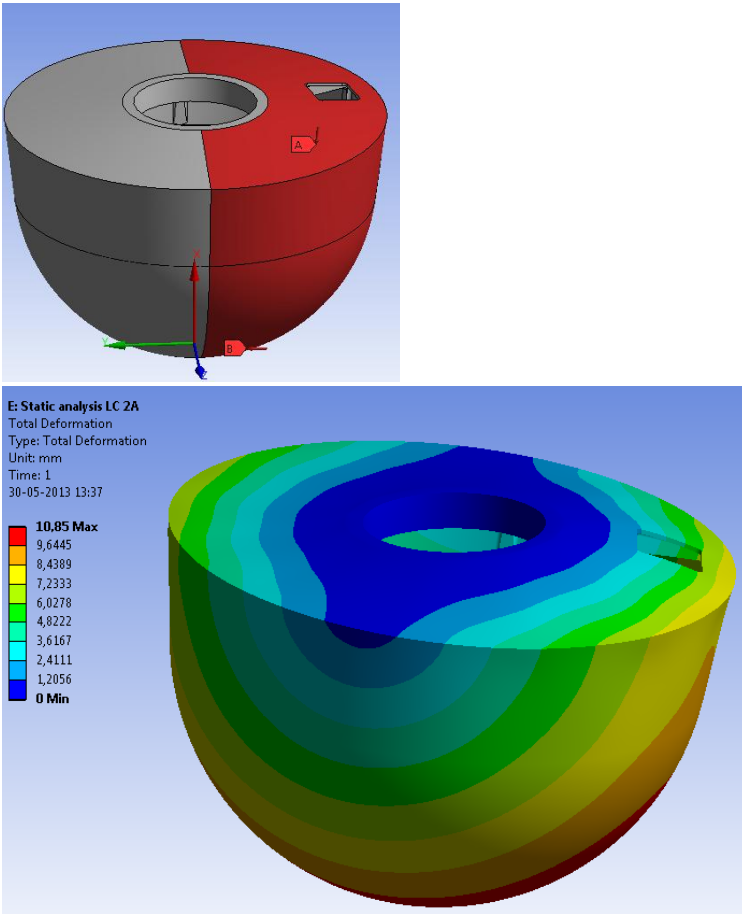 A
X
Y
B
Z
E: Static analysis LC 2A
Total Deformation
Type: Total Deformation
Unit: mm
Time: 1
30-05-2013 13:37
10,85 Max
9,6445
8,4389
7,2333
6,0278
4,8222
3,6167
2,4111
1,2056
0 Min